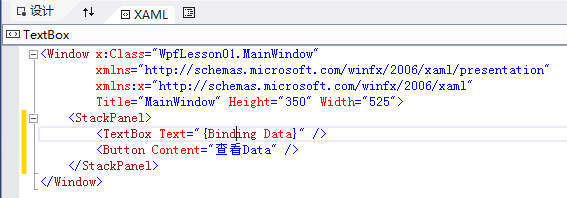 设计
XAML
TextBox
<Window x:Class="WpfLesson01.MainWindow"
xmlns="http://schemas.microsoft.com/winfx/2006/xaml/presentation"
xmlns:x="http://schemas.microsoft.com/winfx/2006/xaml"
Title="MainWindow" Height="350" Width="525">
<StackPanel>
<TextBox Text="{Binding Data}" />
<Button Content="查看Data" />
</StackPanel>
</Window>